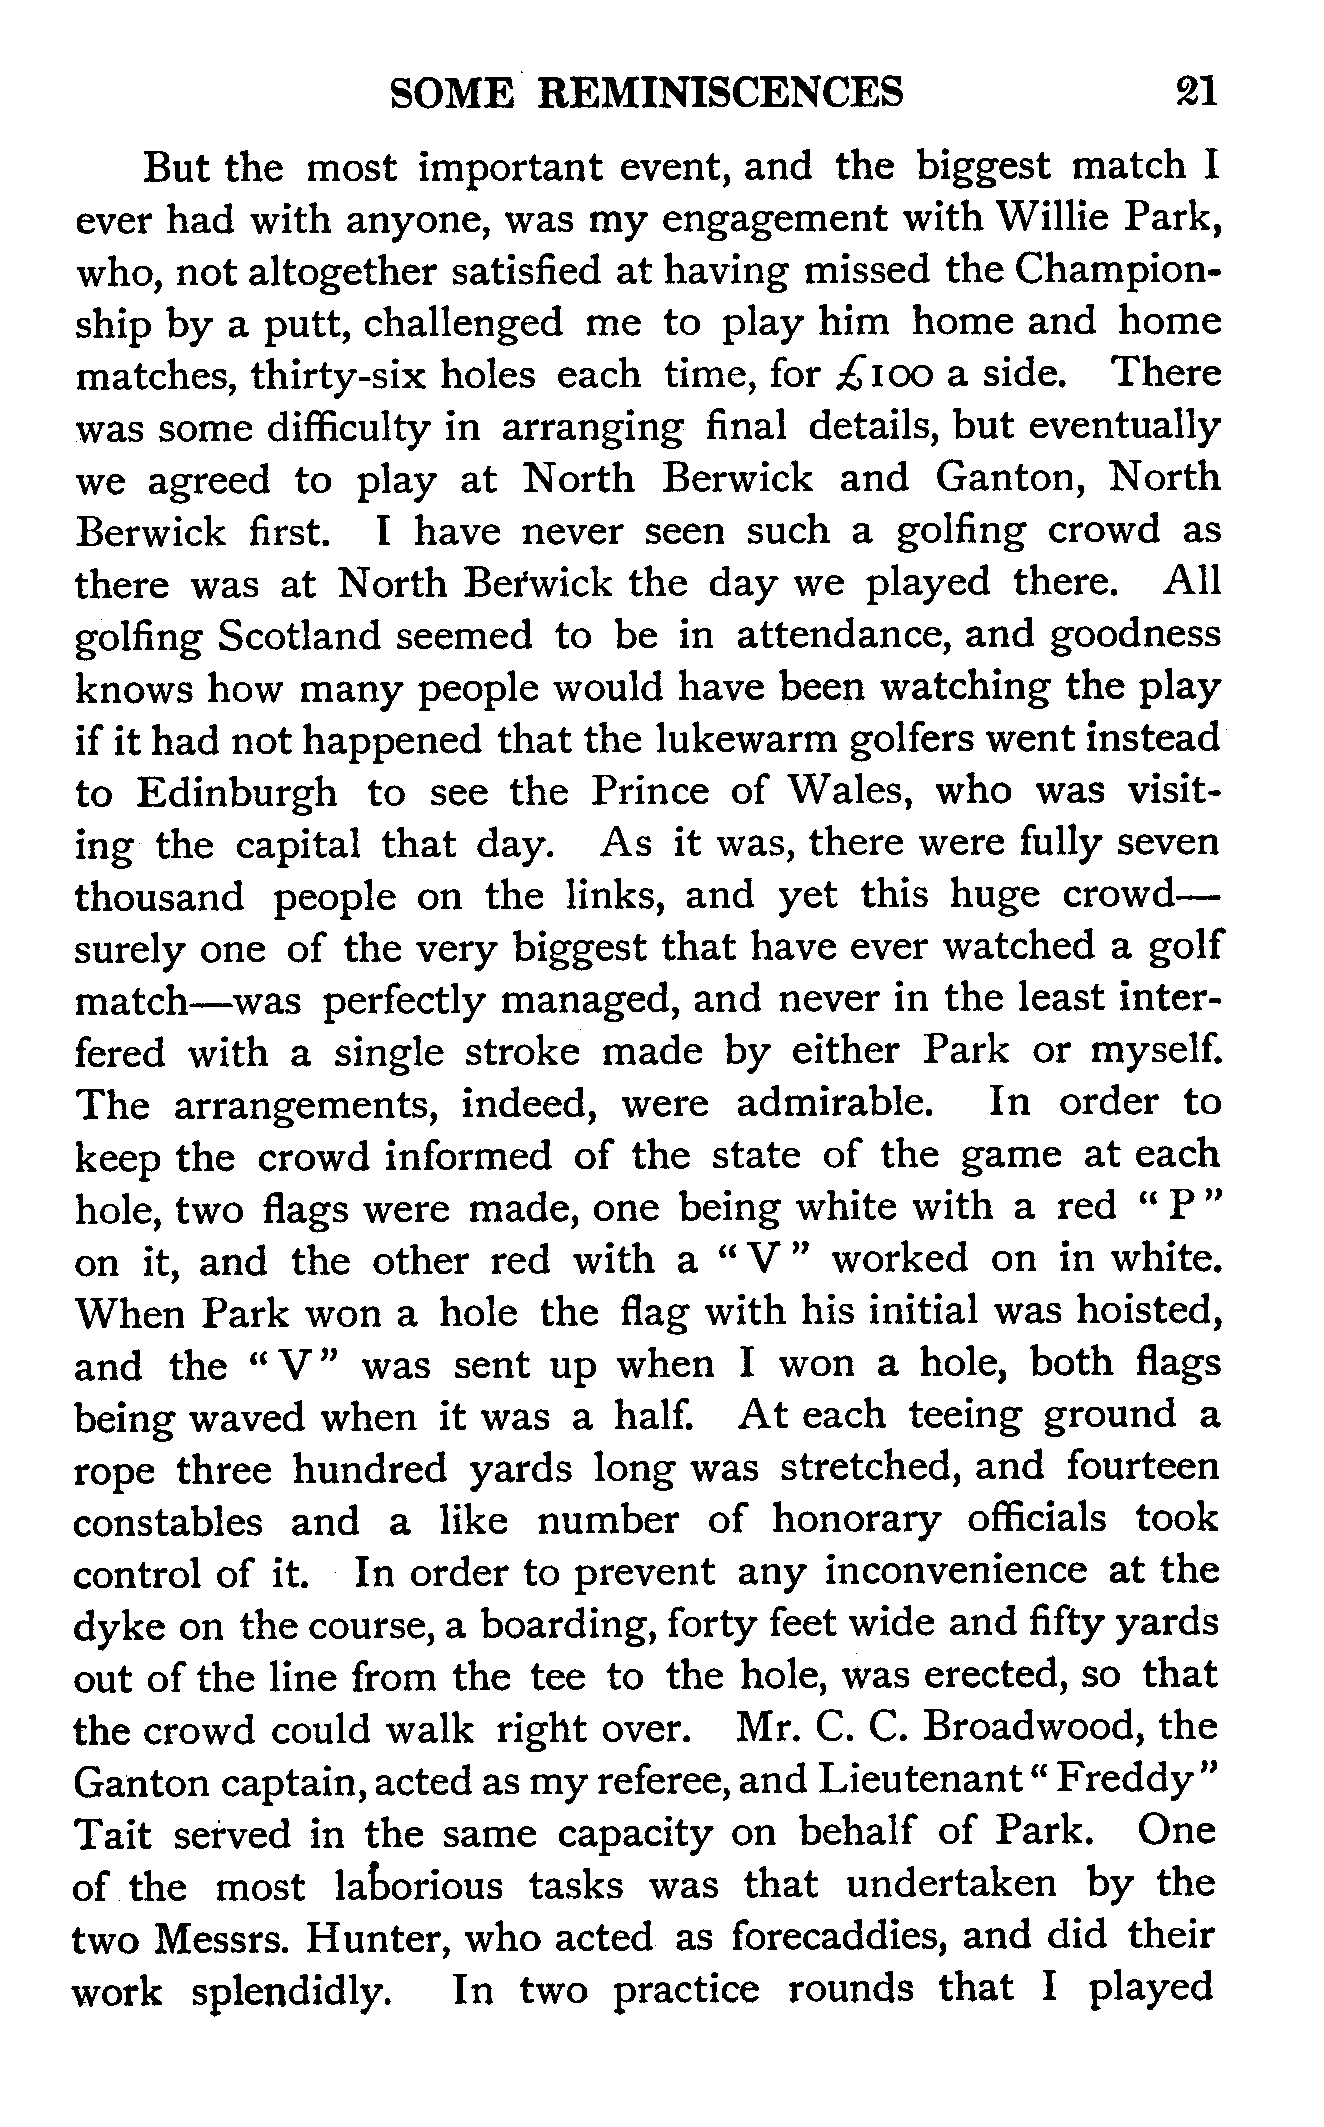 SOME REMINISCENCES 21
But the most important event, and the biggest match I
ever had with anyone, was my engagement with Willie Park,
who, not altogether satisfied at having missed the Champion-
ship by a putt, challenged me to play him home and home
matches, thirty-six holes each time, for £100 a side. There
was some difficulty in arranging final details, but eventually
we agreed to play at North Berwick and Ganton, North
Berwick first. I have never seen such a golfing crowd as
there was at North Berwick the day we played there. All
golfing Scotland seemed to be in attendance, and goodness
knows how many people would have been watching the play
if it had not happened that the lukewarm golfers went instead
to Edinburgh to see the Prince of Wales, who was visit-
ing the capital that day. As it was, there were fully seven
thousand people on the links, and yet this huge crowd—
surely one of the very biggest that have ever watched a golf
match—was perfectly managed, and never in the least inter-
fered with a single stroke made by either Park or myself.
The arrangements, indeed, were admirable. In order to
keep the crowd informed of the state of the game at each
hole, two flags were made, one being white with a red “P”
on it, and the other red with a “V” worked on in white.
When Park won a hole the flag with his initial was hoisted,
and the “V” was sent up when I won a hole, both flags
being waved when it was a half. At each teeing ground a
rope three hundred yards long was stretched, and fourteen
constables and a like number of honorary officials took
control of it. In order to prevent any inconvenience at the
dyke on the course, a boarding, forty feet wide and fifty yards
out of the line from the tee to the hole, was erected, so that
the crowd could walk right over. Mr. C. C. Broadwood, the
Ganton captain, acted as my referee, and Lieutenant “Freddy”
Tait served in the same capacity on behalf of Park. One
of the most laborious tasks was that undertaken by the
two Messrs. Hunter, who acted as forecaddies, and did their
work splendidly. In two practice rounds that I played